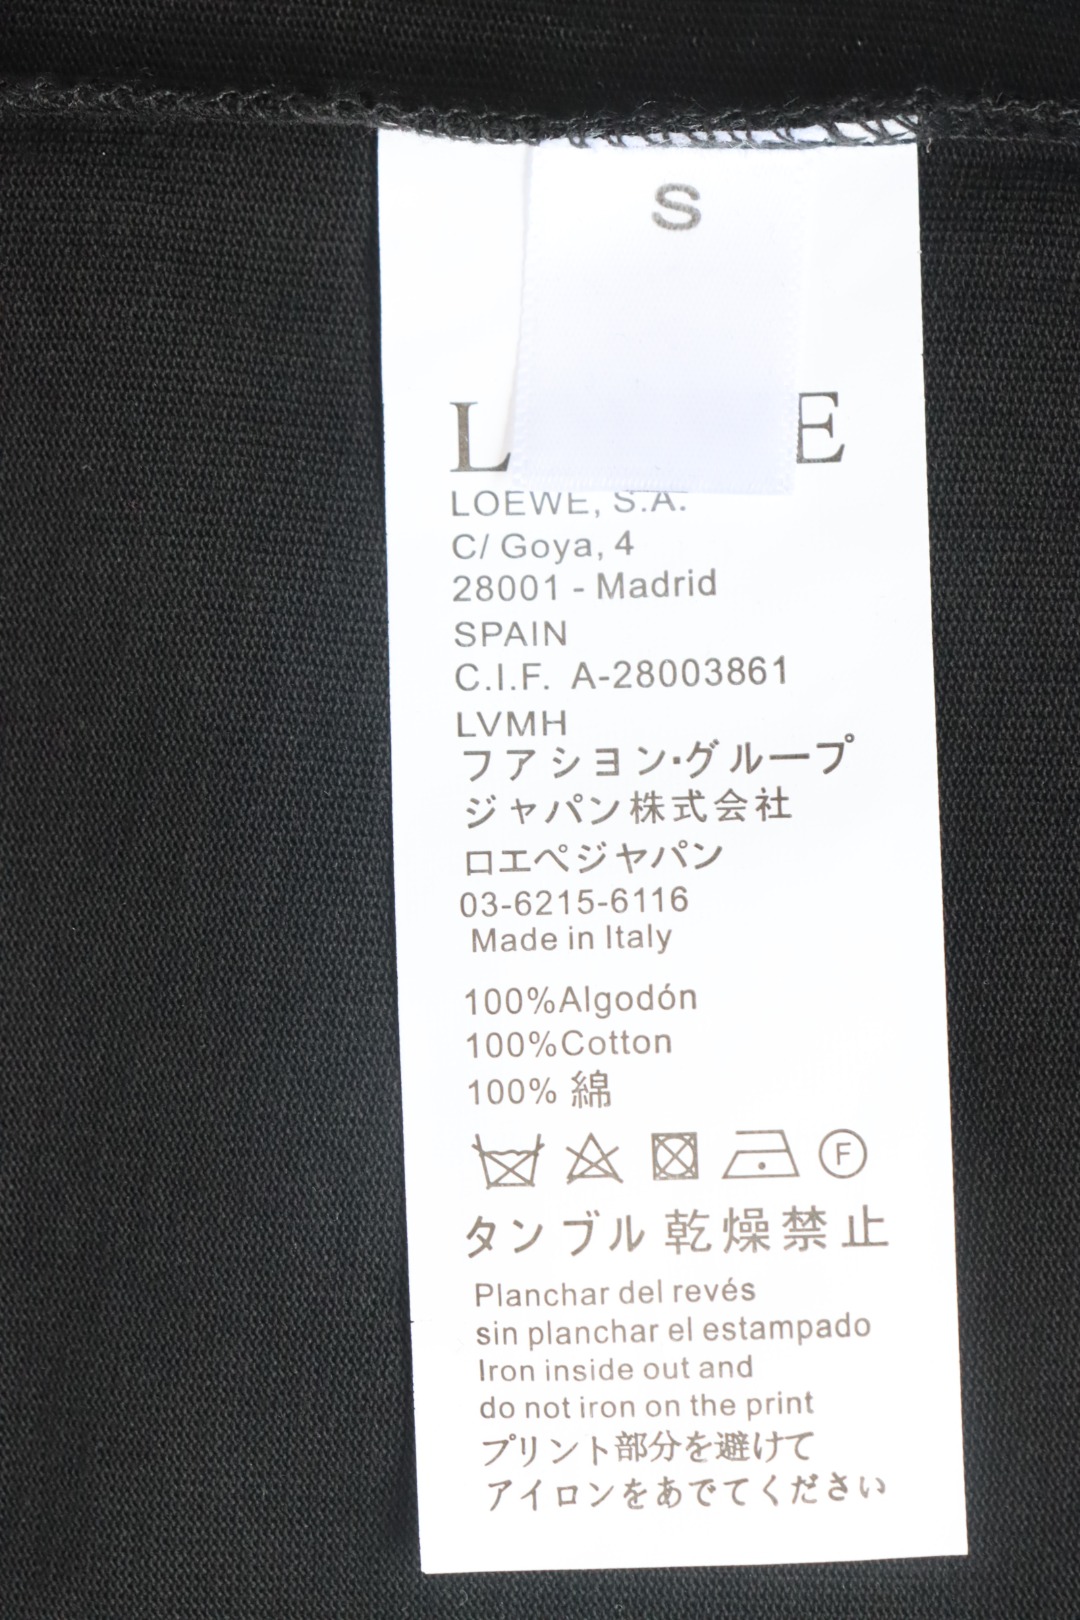 S
L E
LOEWE, S.A.
C/ Goya, 4
28001 - Madrid
SPAIN
C.I.F. A-28003861
LVMH
フアシヨン·グループ
ジャパン株式会社
ロエペジヤパン
03-6215-6116
Made in Italy
100%Algodón
100%Cotton
100% 綿
F
タンブル乾燥禁止
Planchar del revés
sin planchar el estampado
Iron inside out and
do not iron on the print
プリント部分を避けて
アイロンをあでてください